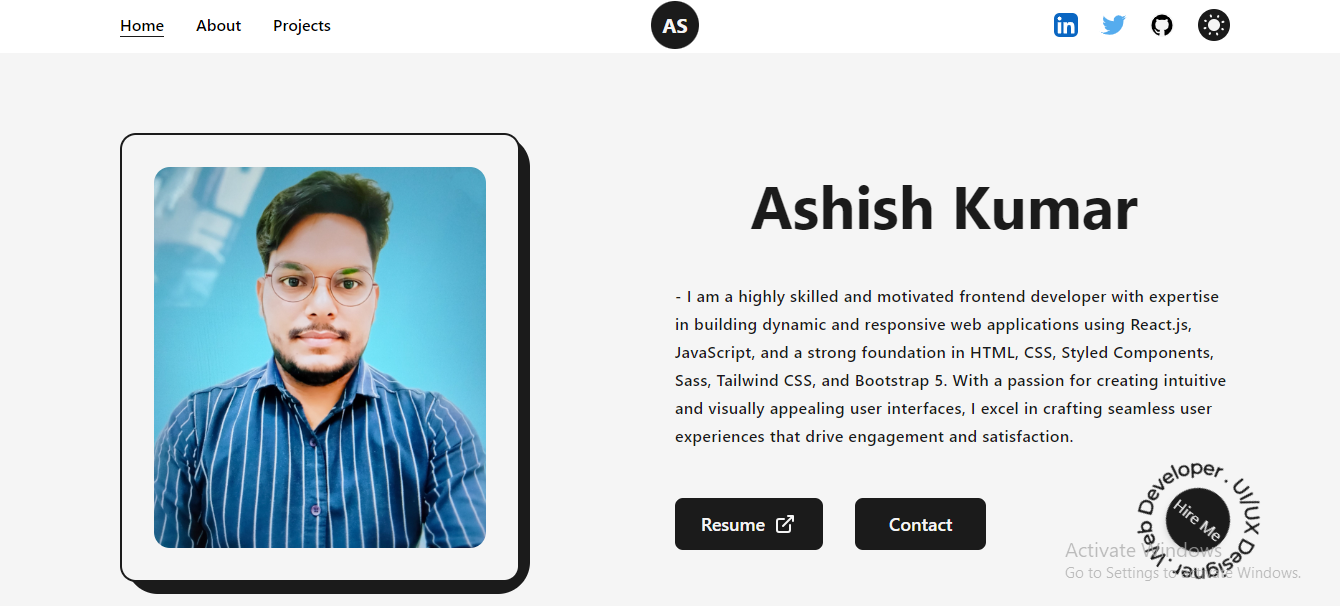 Home About Projects AS
Ashish Kumar
- I am a highly skilled and motivated frontend developer with expertise
in building dynamic and responsive web applications using React.js,
JavaScript, and a strong foundation in HTML, CSS, Styled Components,
Sass, Tailwind CSS, and Bootstrap 5. With a passion for creating intuitive
and visually appealing user interfaces, I excel in crafting seamless user
experiences that drive engagement and satisfaction.
Resume Contact
Web Developer . UI/UX Designer .
Hire Me
Activate Windows
Go to Settings to activate Windows.